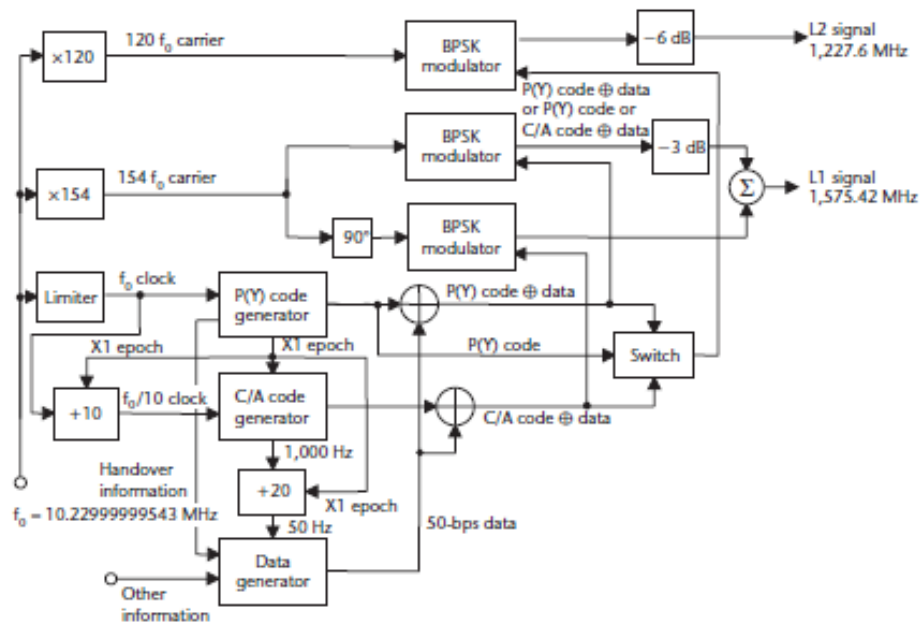 ×120
120 f₀ carrier
BPSK
modulator
−6 dB
L2 signal
1,227.6 MHz
P(Y) code ⊕ data
or P(Y) code or
C/A code ⊕ data
×154
154 f₀ carrier
BPSK
modulator
−3 dB
Σ
L1 signal
1,575.42 MHz
90°
BPSK
modulator
Limiter
f₀ clock
P(Y) code
generator
P(Y) code ⊕ data
X1 epoch
X1 epoch
P(Y) code
Switch
+10
f₀/10 clock
C/A code
generator
C/A code ⊕ data
1,000 Hz
Handover
information
+20
X1 epoch
f₀ = 10.22999999543 MHz
50 Hz
50-bps data
Data
generator
Other
information